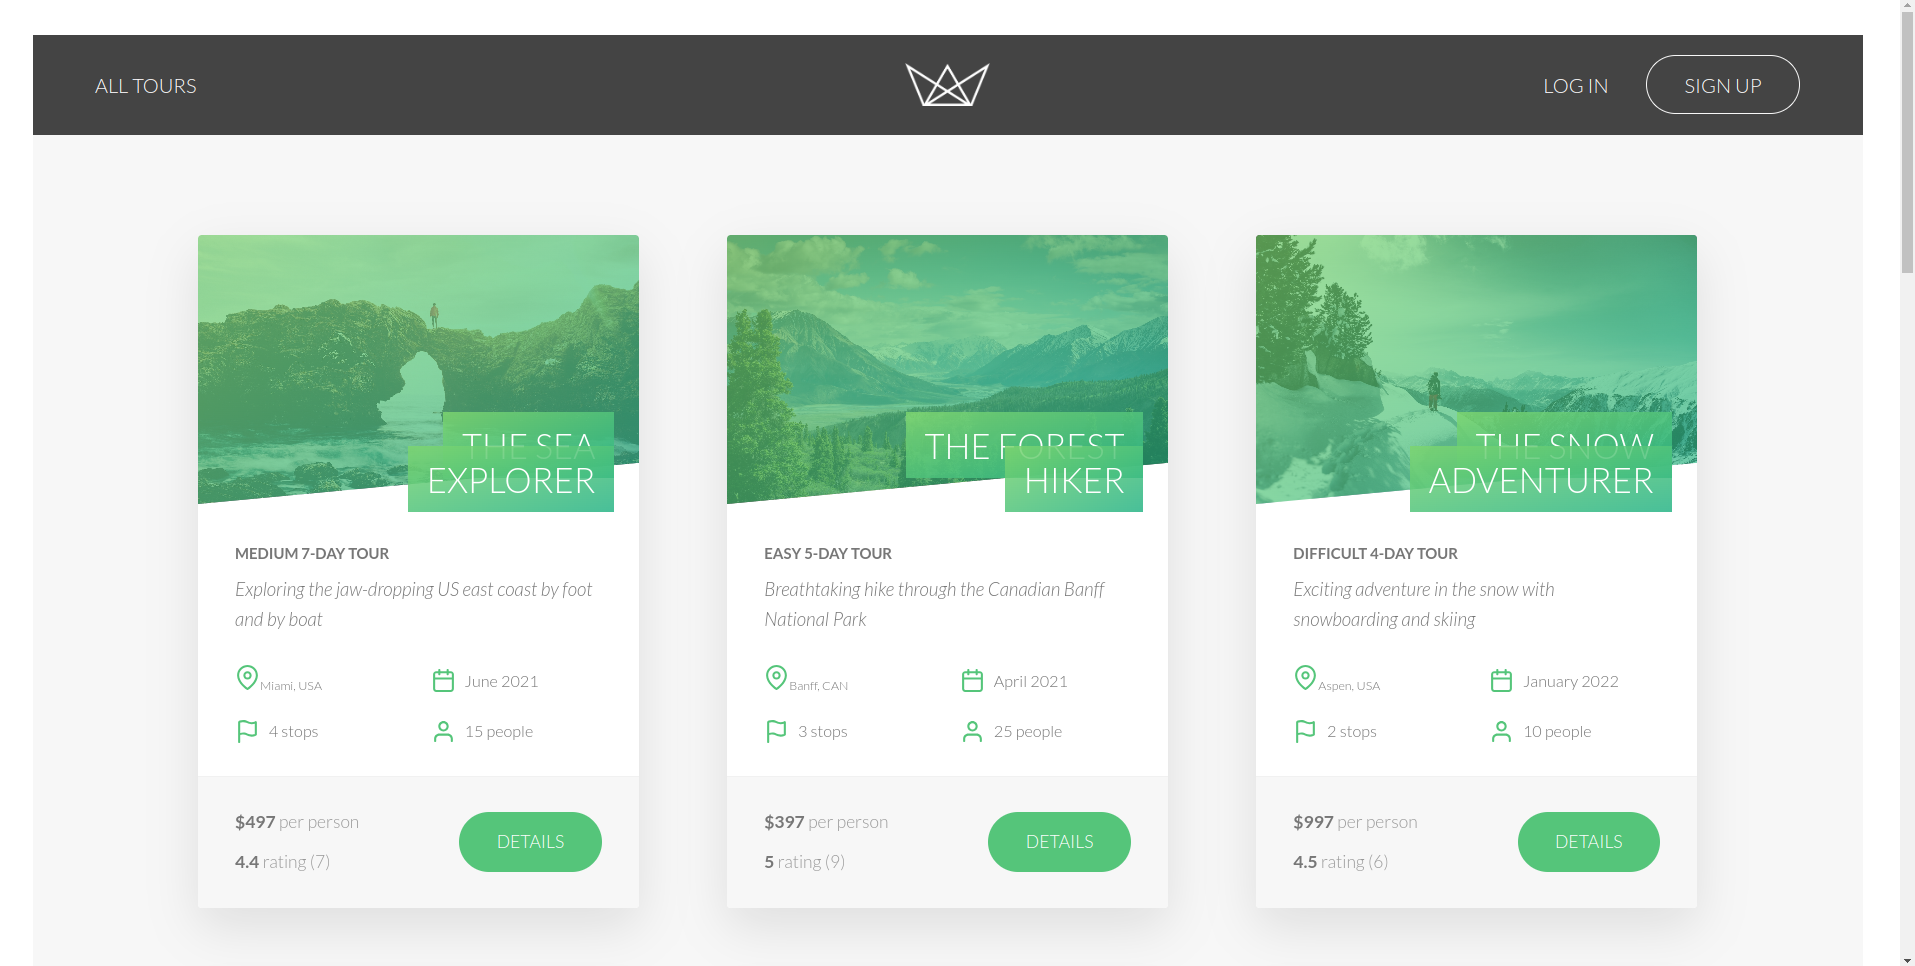 ALL TOURS
LOG IN
SIGN UP
THE SEA
EXPLORER
MEDIUM 7-DAY TOUR
Exploring the jaw-dropping US east coast by foot
and by boat
Miami, USA
June 2021
4 stops
15 people
$497 per person
4.4 rating (7)
DETAILS
THE FOREST
HIKER
EASY 5-DAY TOUR
Breathtaking hike through the Canadian Banff
National Park
Banff, CAN
April 2021
3 stops
25 people
$397 per person
5 rating (9)
DETAILS
THE SNOW
ADVENTURER
DIFFICULT 4-DAY TOUR
Exciting adventure in the snow with
snowboarding and skiing
Aspen, USA
January 2022
2 stops
10 people
$997 per person
4.5 rating (6)
DETAILS